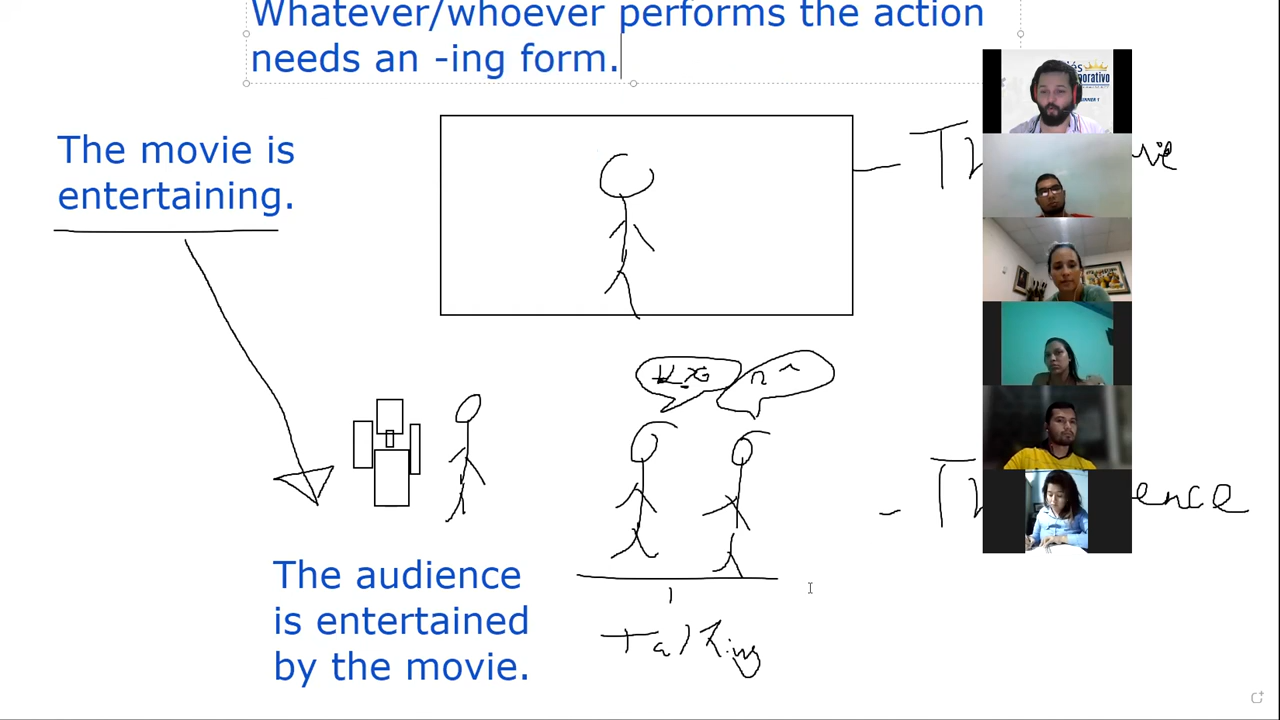 Whatever/whoever performs the action
needs an -ing form.
The movie is
entertaining.
The audience
is entertained
by the movie.
Talking